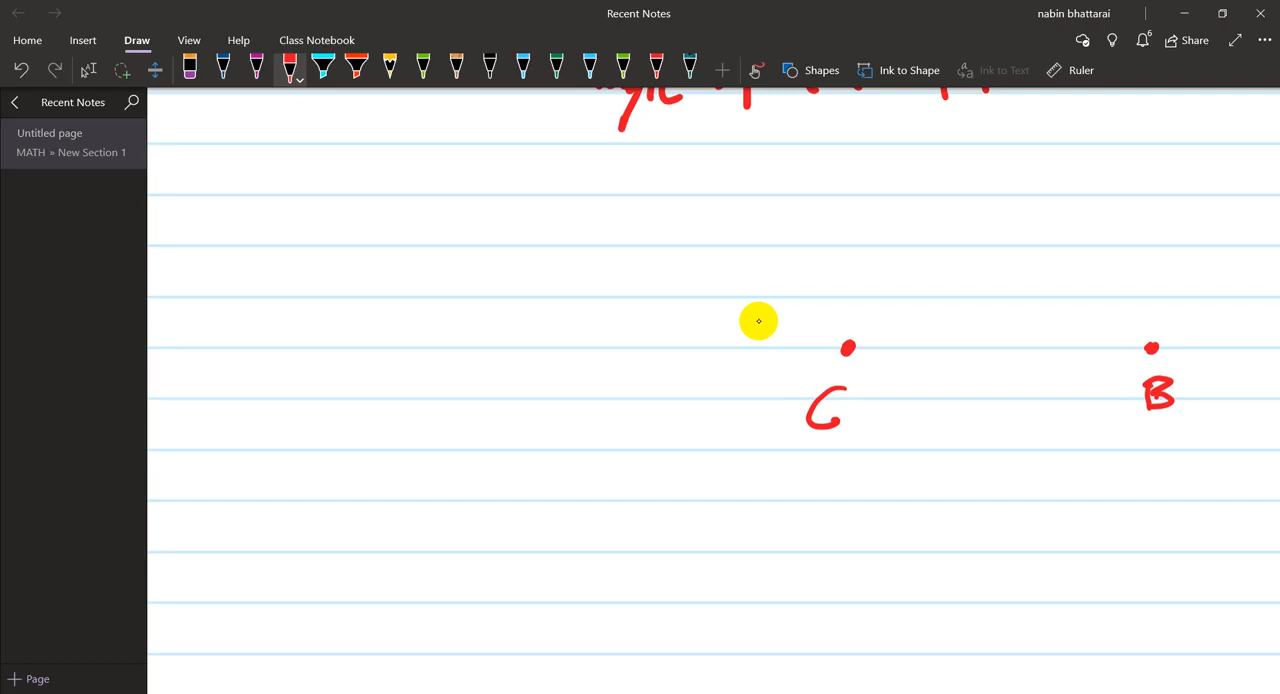 Recent Notes
nabin bhattarai
Home Insert Draw View Help Class Notebook
6
Share
Shapes Ink to Shape Ink to Text Ruler
Recent Notes
Untitled page
MATH » New Section 1
C B
Page